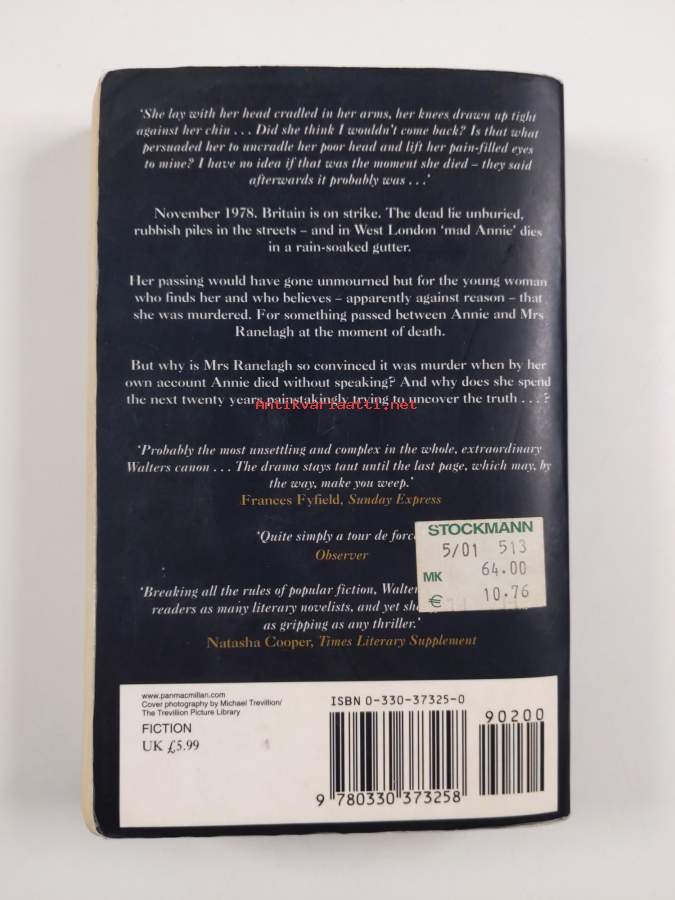 ‘She lay with her head cradled in her arms, her knees drawn up tight
against her chin . . . Did she think I wouldn't come back? Is that what
persuaded her to uncradle her poor head and lift her pain-filled eyes
to mine? I have no idea if that was the moment she died – they said
afterwards it probably was . . .’
November 1978. Britain is on strike. The dead lie unburied,
rubbish piles in the streets – and in West London ‘mad Annie’ dies
in a rain-soaked gutter.
Her passing would have gone unmourned but for the young woman
who finds her and who believes – apparently against reason – that
she was murdered. For something passed between Annie and Mrs
Ranelagh at the moment of death.
But why is Mrs Ranelagh so convinced it was murder when by her
own account Annie died without speaking? And why does she spend
the next twenty years painstakingly trying to uncover the truth . . . ?
Antikvariaatti.net
‘Probably the most unsettling and complex in the whole, extraordinary
Walters canon . . . The drama stays taut until the last page, which may, by
the way, make you weep.’
Frances Fyfield, Sunday Express
‘Quite simply a tour de force
Observer
‘Breaking all the rules of popular fiction, Walter
readers as many literary novelists, and yet she
as gripping as any thriller.’
Natasha Cooper, Times Literary Supplement
STOCKMANN
5/01 513
MK 64.00
€ 10.76
www.panmacmillan.com
Cover photography by Michael Trevillion/
The Trevillion Picture Library
FICTION
UK £5.99
ISBN 0-330-37325-0
90200
9 780330 373258